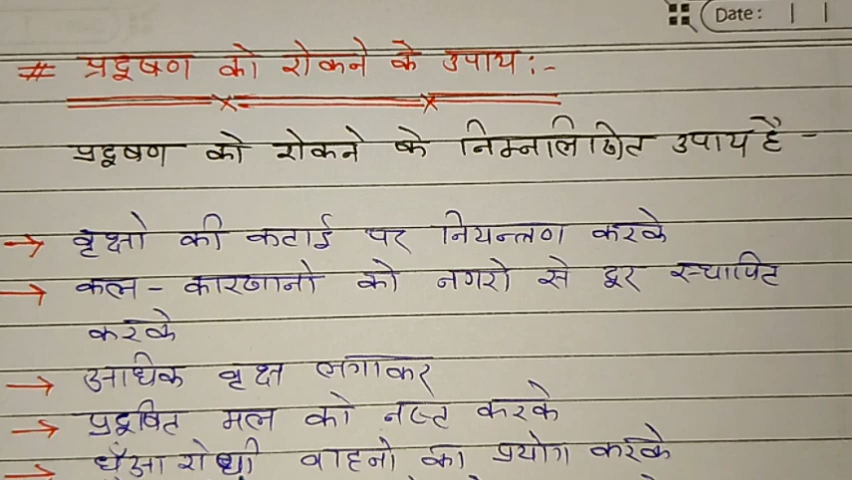 Date:
# प्रदूषण को रोकने के उपाय :-
प्रदूषण को रोकने के निम्नलिखित उपाय है -
→ वृक्षो की कटाई पर नियन्त्रण करके
→ कल - कारखानो को नगरो से दूर स्थापित
करके
→ अधिक वृक्ष लगाकर
→ प्रदूषित मल को नष्ट करके
→ धुँआ रोधी वाहनो का प्रयोग करके